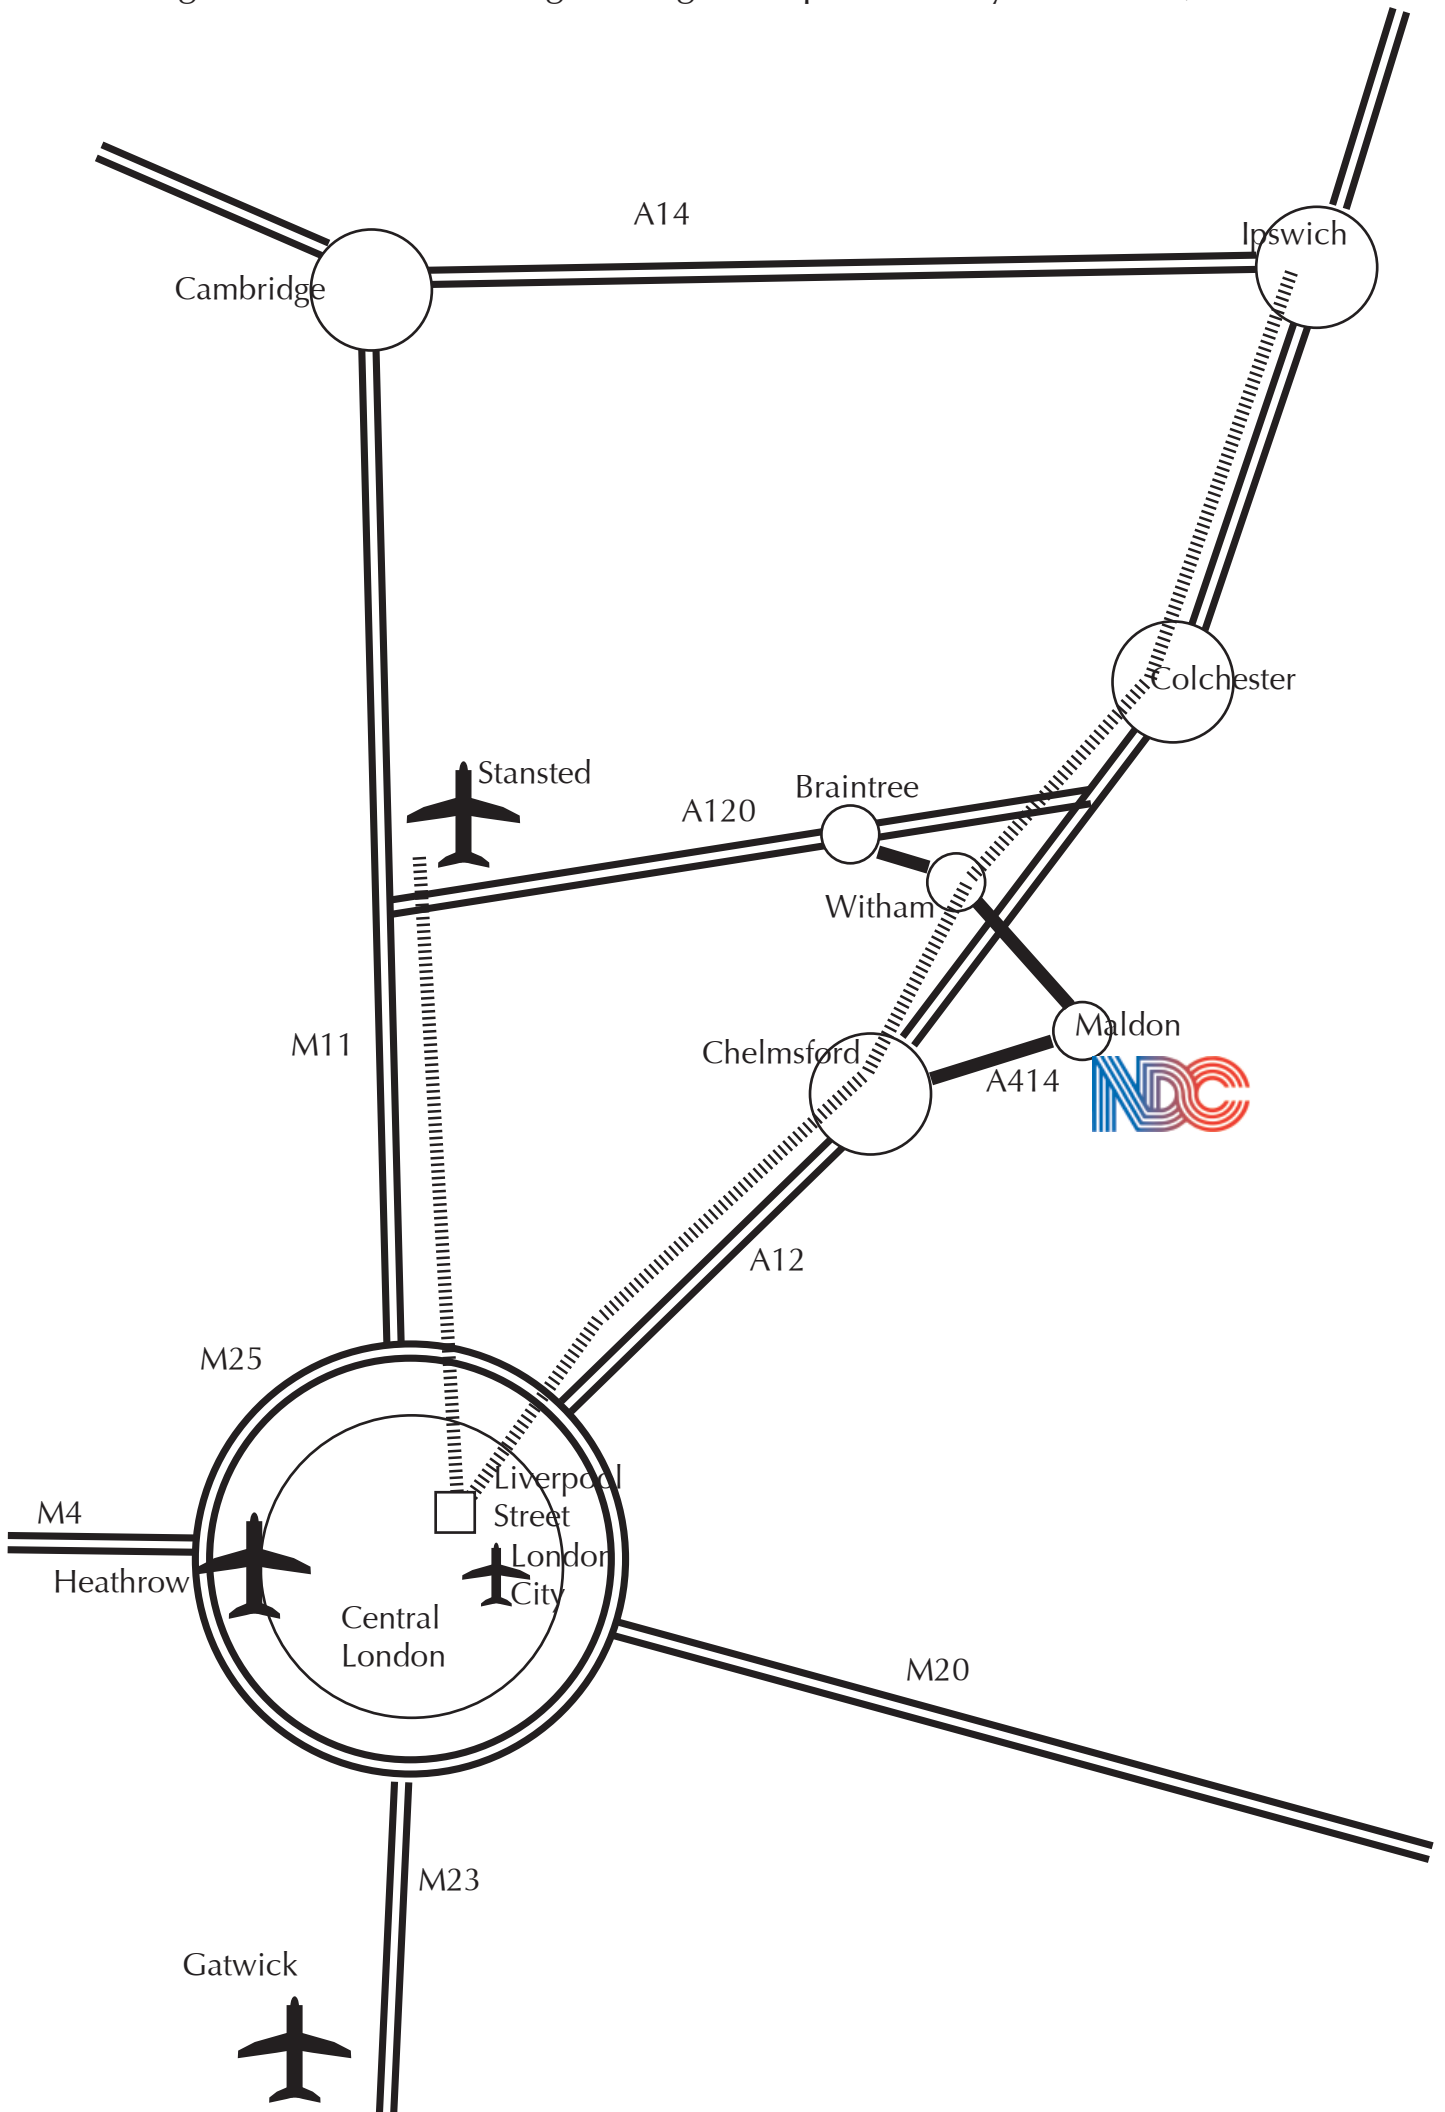 A14
Ipswich
Cambridge
Colchester
Stansted
Braintree
A120
Witham
Maldon
M11
Chelmsford
A414
NDC
A12
M25
Liverpool
Street
M4
London
City
Heathrow
Central
London
M20
M23
Gatwick